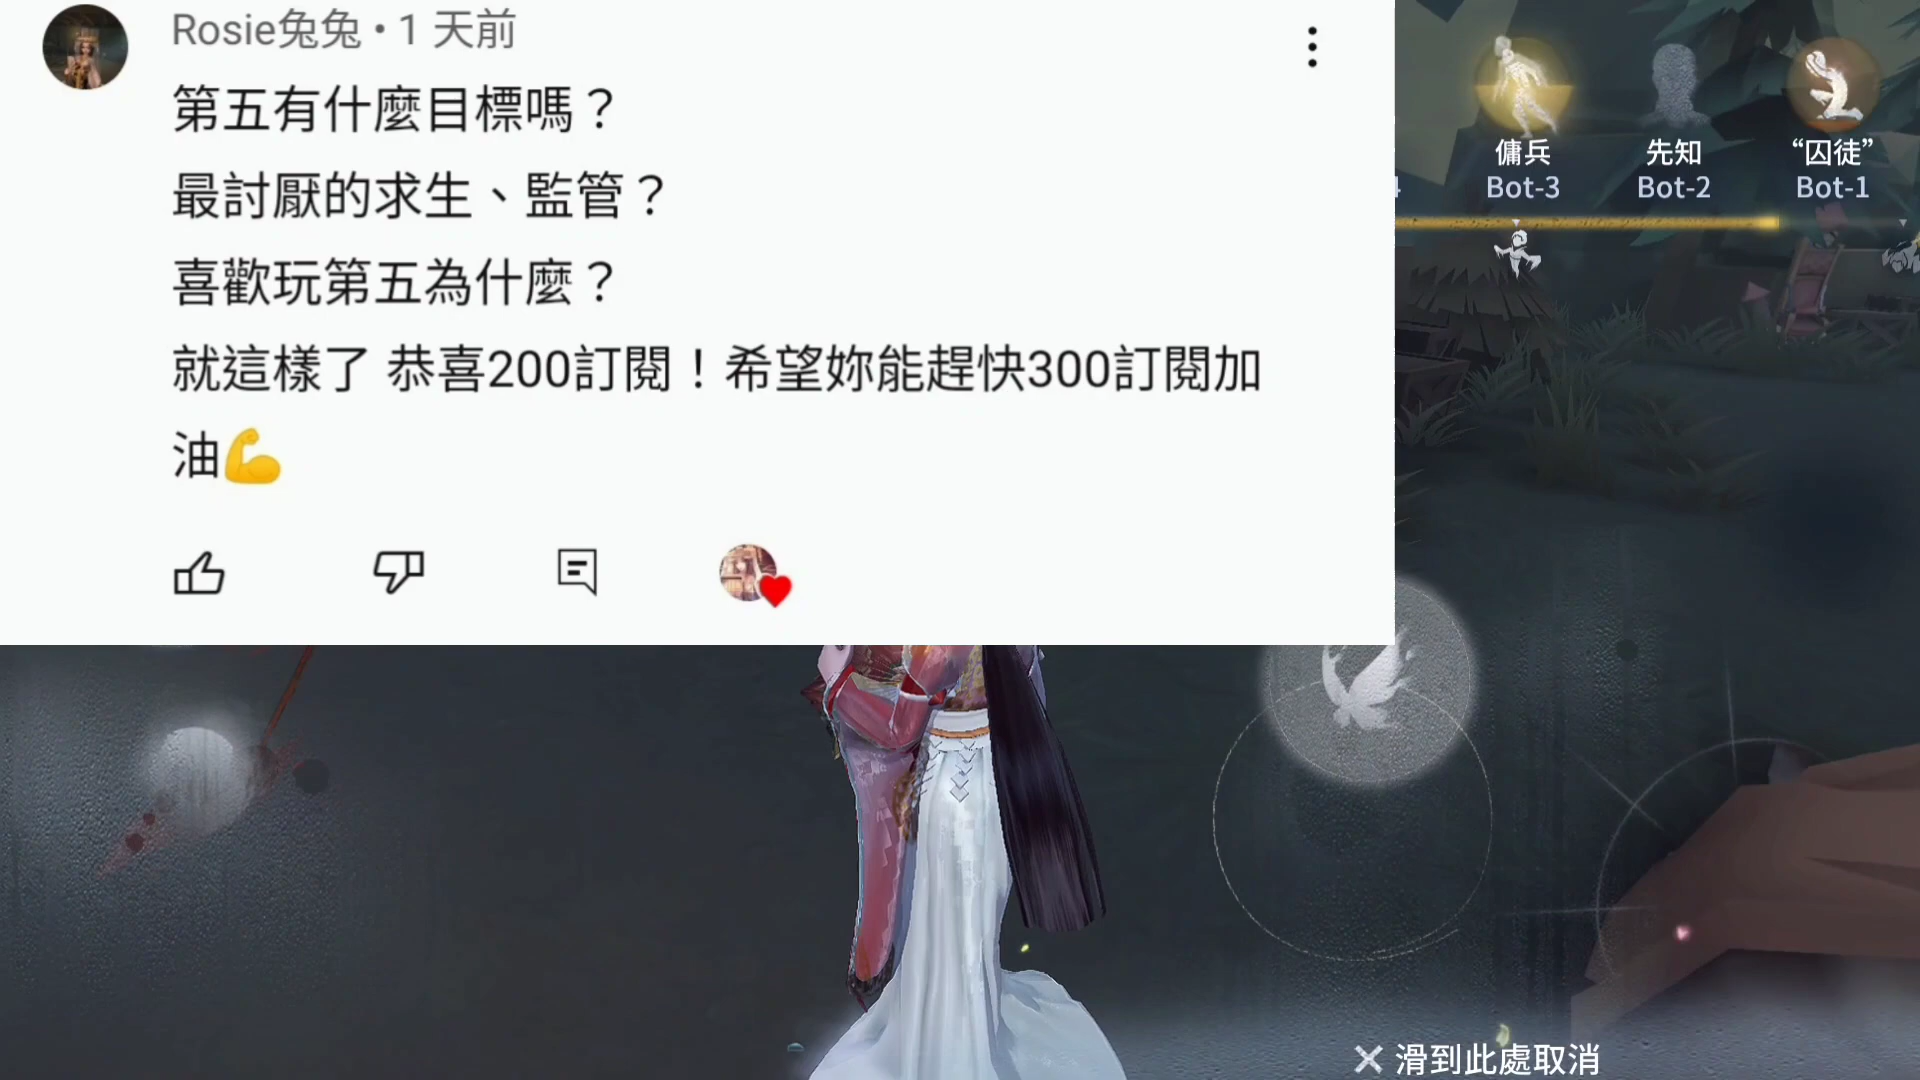 Rosie兔兔 • 1 天前
第五有什麼目標嗎？
最討厭的求生、監管？
喜歡玩第五為什麼？
就這樣了 恭喜200訂閱！希望妳能趕快300訂閱加
油💪
傭兵
Bot-3
先知
Bot-2
“囚徒”
Bot-1
滑到此處取消